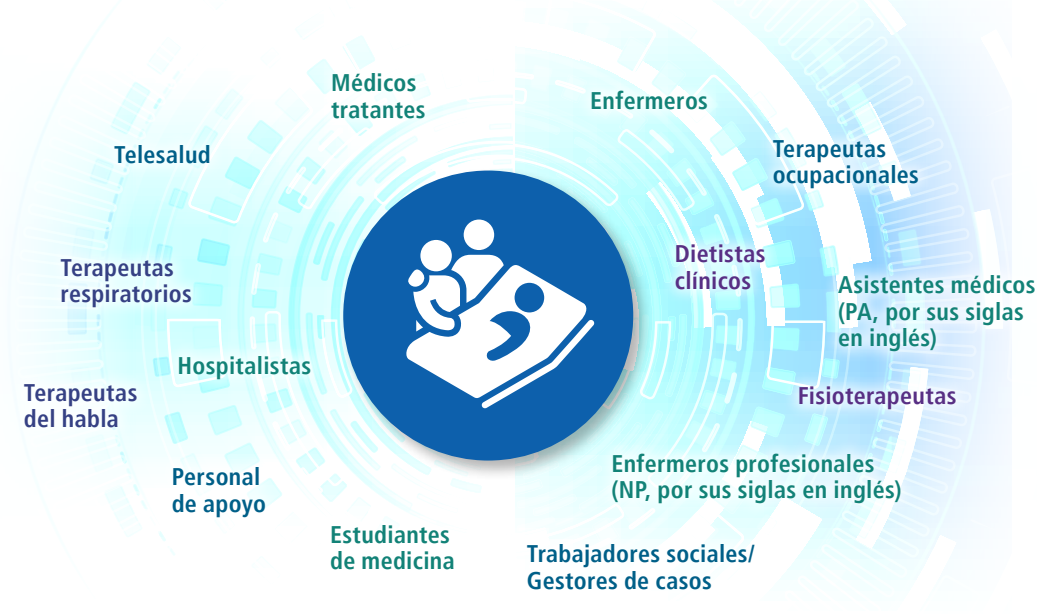 Médicos
tratantes
Enfermeros
Telesalud
Terapeutas
ocupacionales
Terapeutas
respiratorios
Dietistas
clínicos
Asistentes médicos
(PA, por sus siglas
en inglés)
Hospitalistas
Terapeutas
del habla
Fisioterapeutas
Personal
de apoyo
Enfermeros profesionales
(NP, por sus siglas en inglés)
Estudiantes
de medicina
Trabajadores sociales/
Gestores de casos